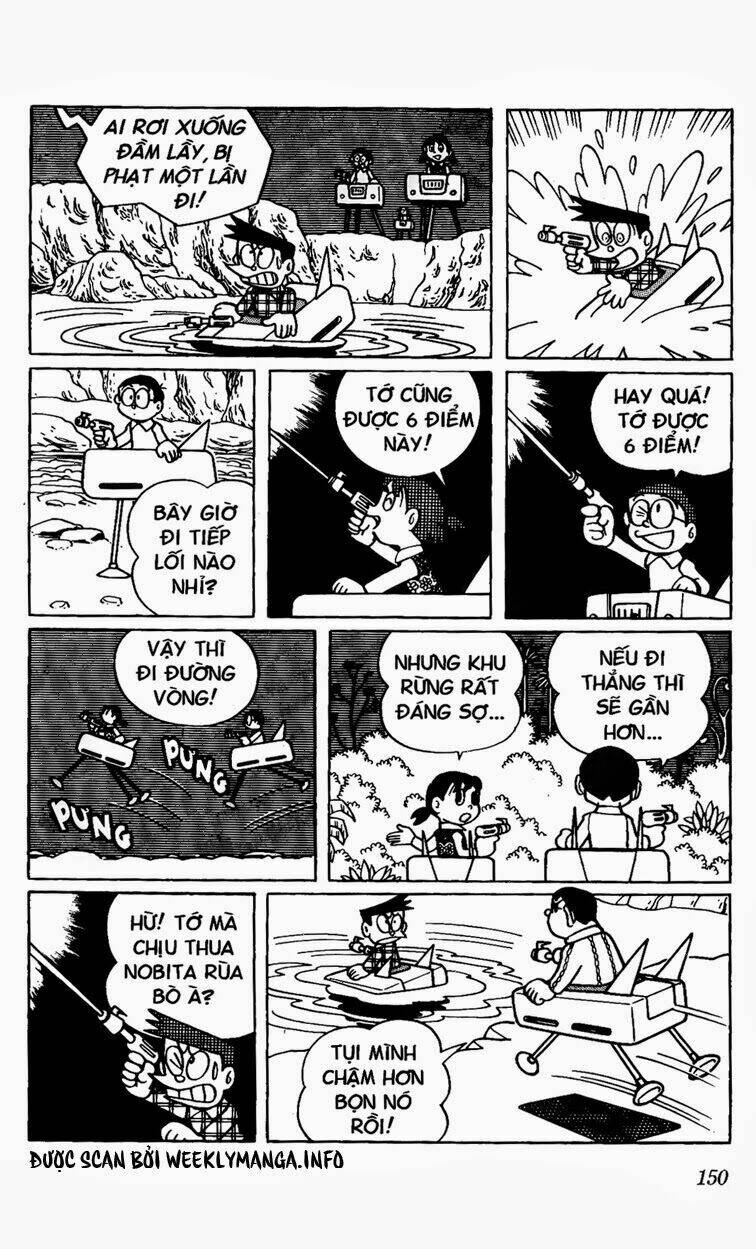 AI RƠI XUỐNG
ĐẦM LẦY, BỊ
PHẠT MỘT LẦN
ĐI!
HAY QUÁ!
TỚ ĐƯỢC
6 ĐIỂM!
TỚ CŨNG
ĐƯỢC 6 ĐIỂM
NÀY!
BÂY GIỜ
ĐI TIẾP
LỐI NÀO
NHỈ?
NẾU ĐI
THẲNG THÌ
SẼ GẦN
HƠN...
NHƯNG KHU
RỪNG RẤT
ĐÁNG SỢ...
VẬY THÌ
ĐI ĐƯỜNG
VÒNG!
PƯNG
PƯNG
TỤI MÌNH
CHẬM HƠN
BỌN NÓ
RỒI!
HỪ! TỚ MÀ
CHỊU THUA
NOBITA RÙA
BÒ À?
ĐƯỢC SCAN BỞI WEEKLYMANGA.INFO
150